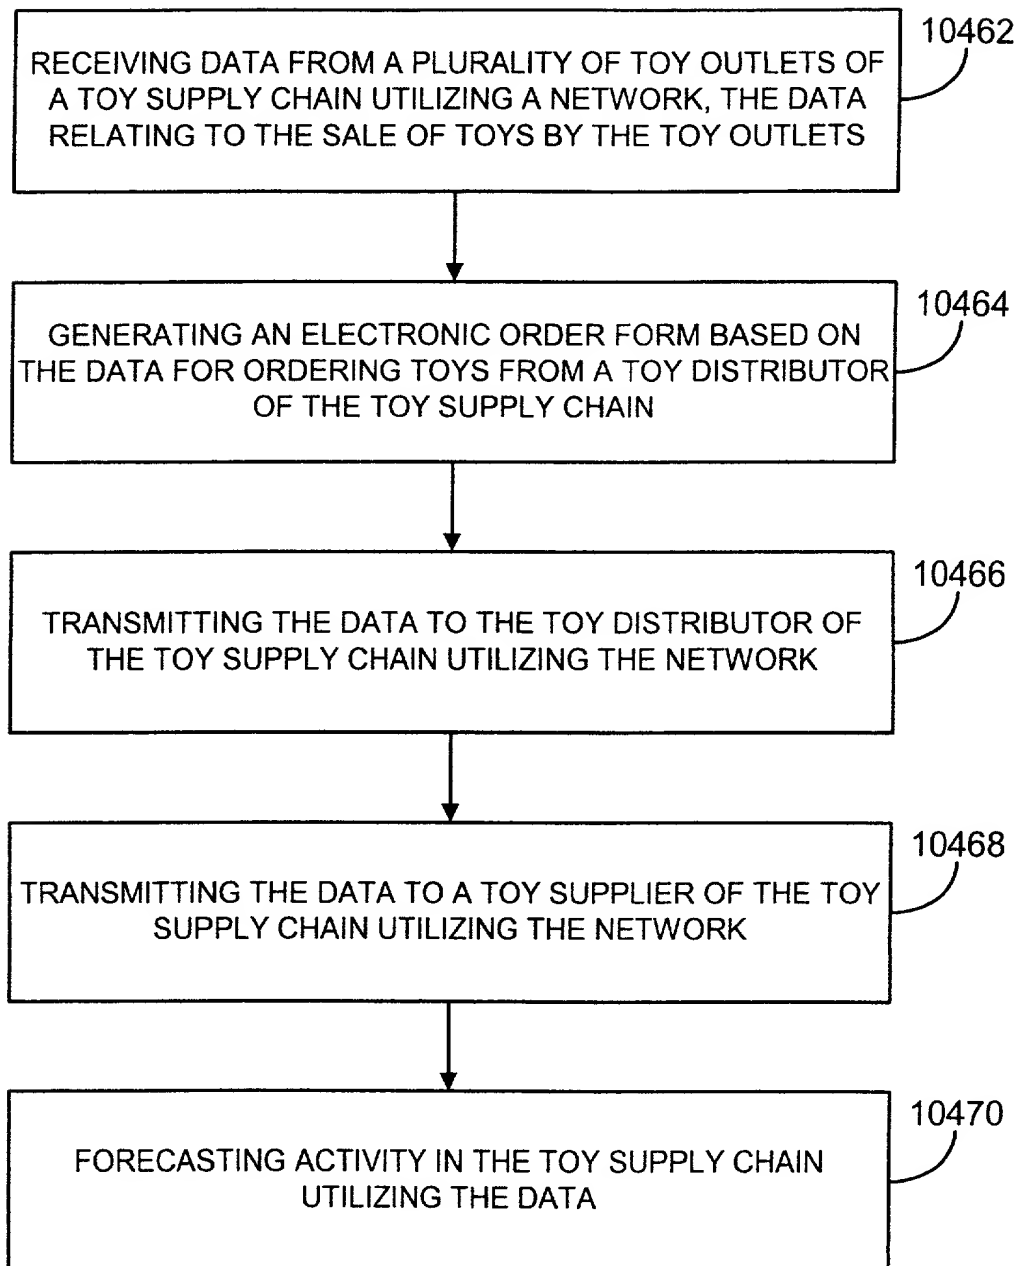 10462
RECEIVING DATA FROM A PLURALITY OF TOY OUTLETS OF
A TOY SUPPLY CHAIN UTILIZING A NETWORK, THE DATA
RELATING TO THE SALE OF TOYS BY THE TOY OUTLETS
10464
GENERATING AN ELECTRONIC ORDER FORM BASED ON
THE DATA FOR ORDERING TOYS FROM A TOY DISTRIBUTOR
OF THE TOY SUPPLY CHAIN
10466
TRANSMITTING THE DATA TO THE TOY DISTRIBUTOR OF
THE TOY SUPPLY CHAIN UTILIZING THE NETWORK
10468
TRANSMITTING THE DATA TO A TOY SUPPLIER OF THE TOY
SUPPLY CHAIN UTILIZING THE NETWORK
10470
FORECASTING ACTIVITY IN THE TOY SUPPLY CHAIN
UTILIZING THE DATA